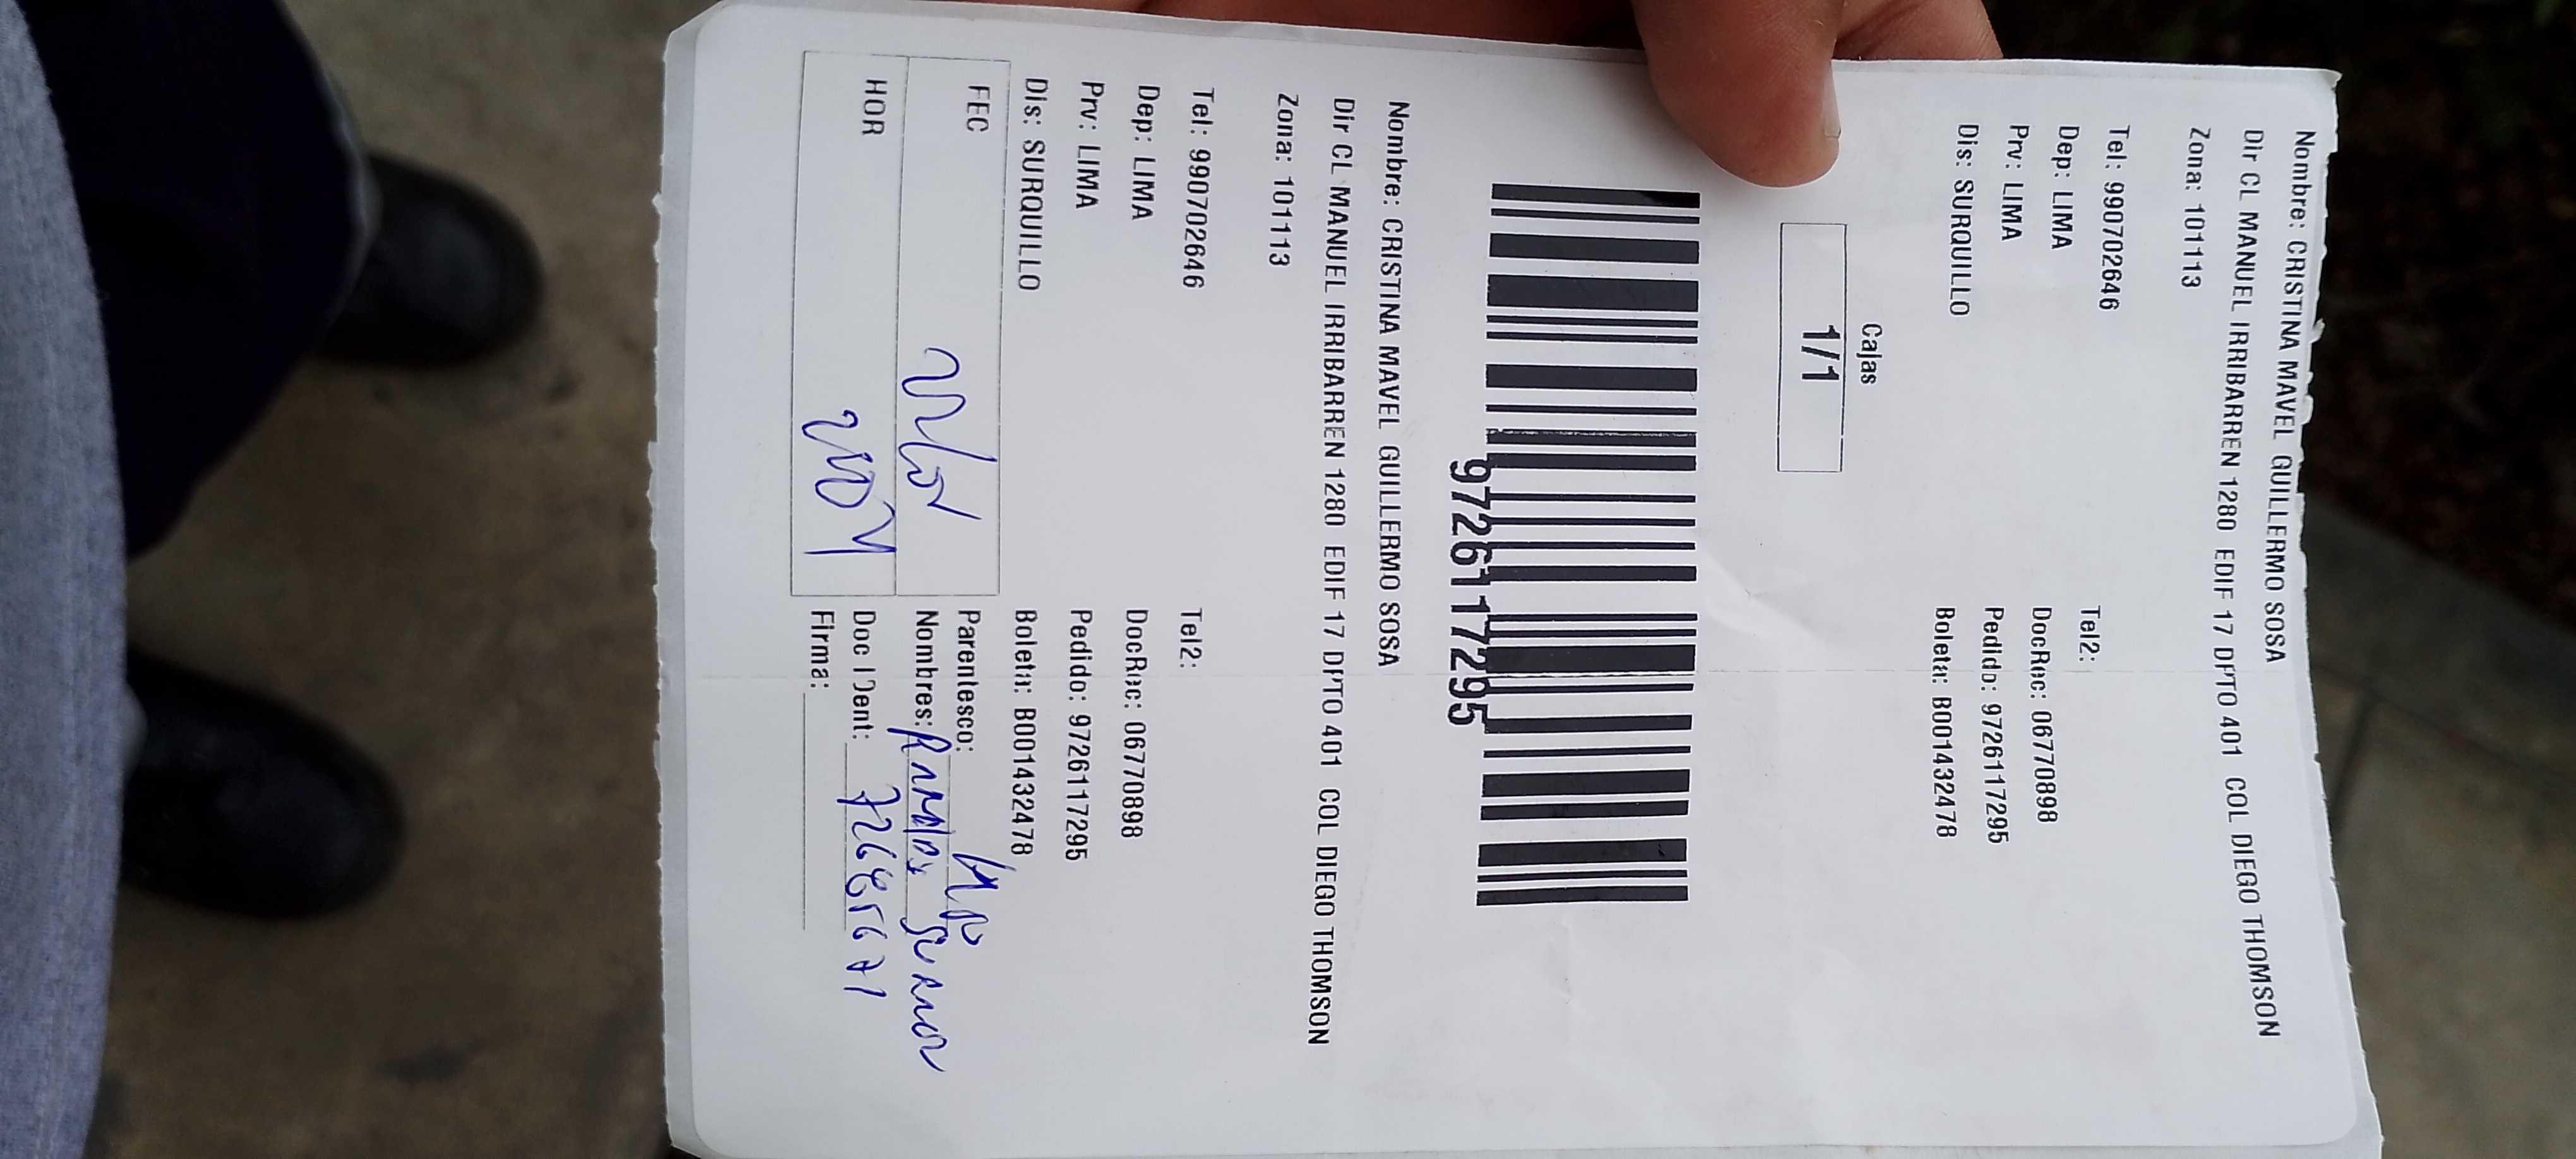 Nombre: CRISTINA MAVEL GUILLERMO SOSA
Dir CL MANUEL IRRIBARREN 1280 EDIF 17 DPTO 401 COL DIEGO THOMSON
Zona: 101113
Tel: 990702646 Tel2:
Dep: LIMA DocRec: 06770898
Prv: LIMA Pedido: 9726117295
Dis: SURQUILLO Boleta: B001432478
Cajas
1/1
9726117295
Nombre: CRISTINA MAVEL GUILLERMO SOSA
Dir CL MANUEL IRRIBARREN 1280 EDIF 17 DPTO 401 COL DIEGO THOMSON
Zona: 101113
Tel: 990702646 Tel2:
Dep: LIMA DocRec: 06770898
Prv: LIMA Pedido: 9726117295
Dis: SURQUILLO Boleta: B001432478
FEC Parentesco:
Nombres:
HOR Doc IDent:
Firma: